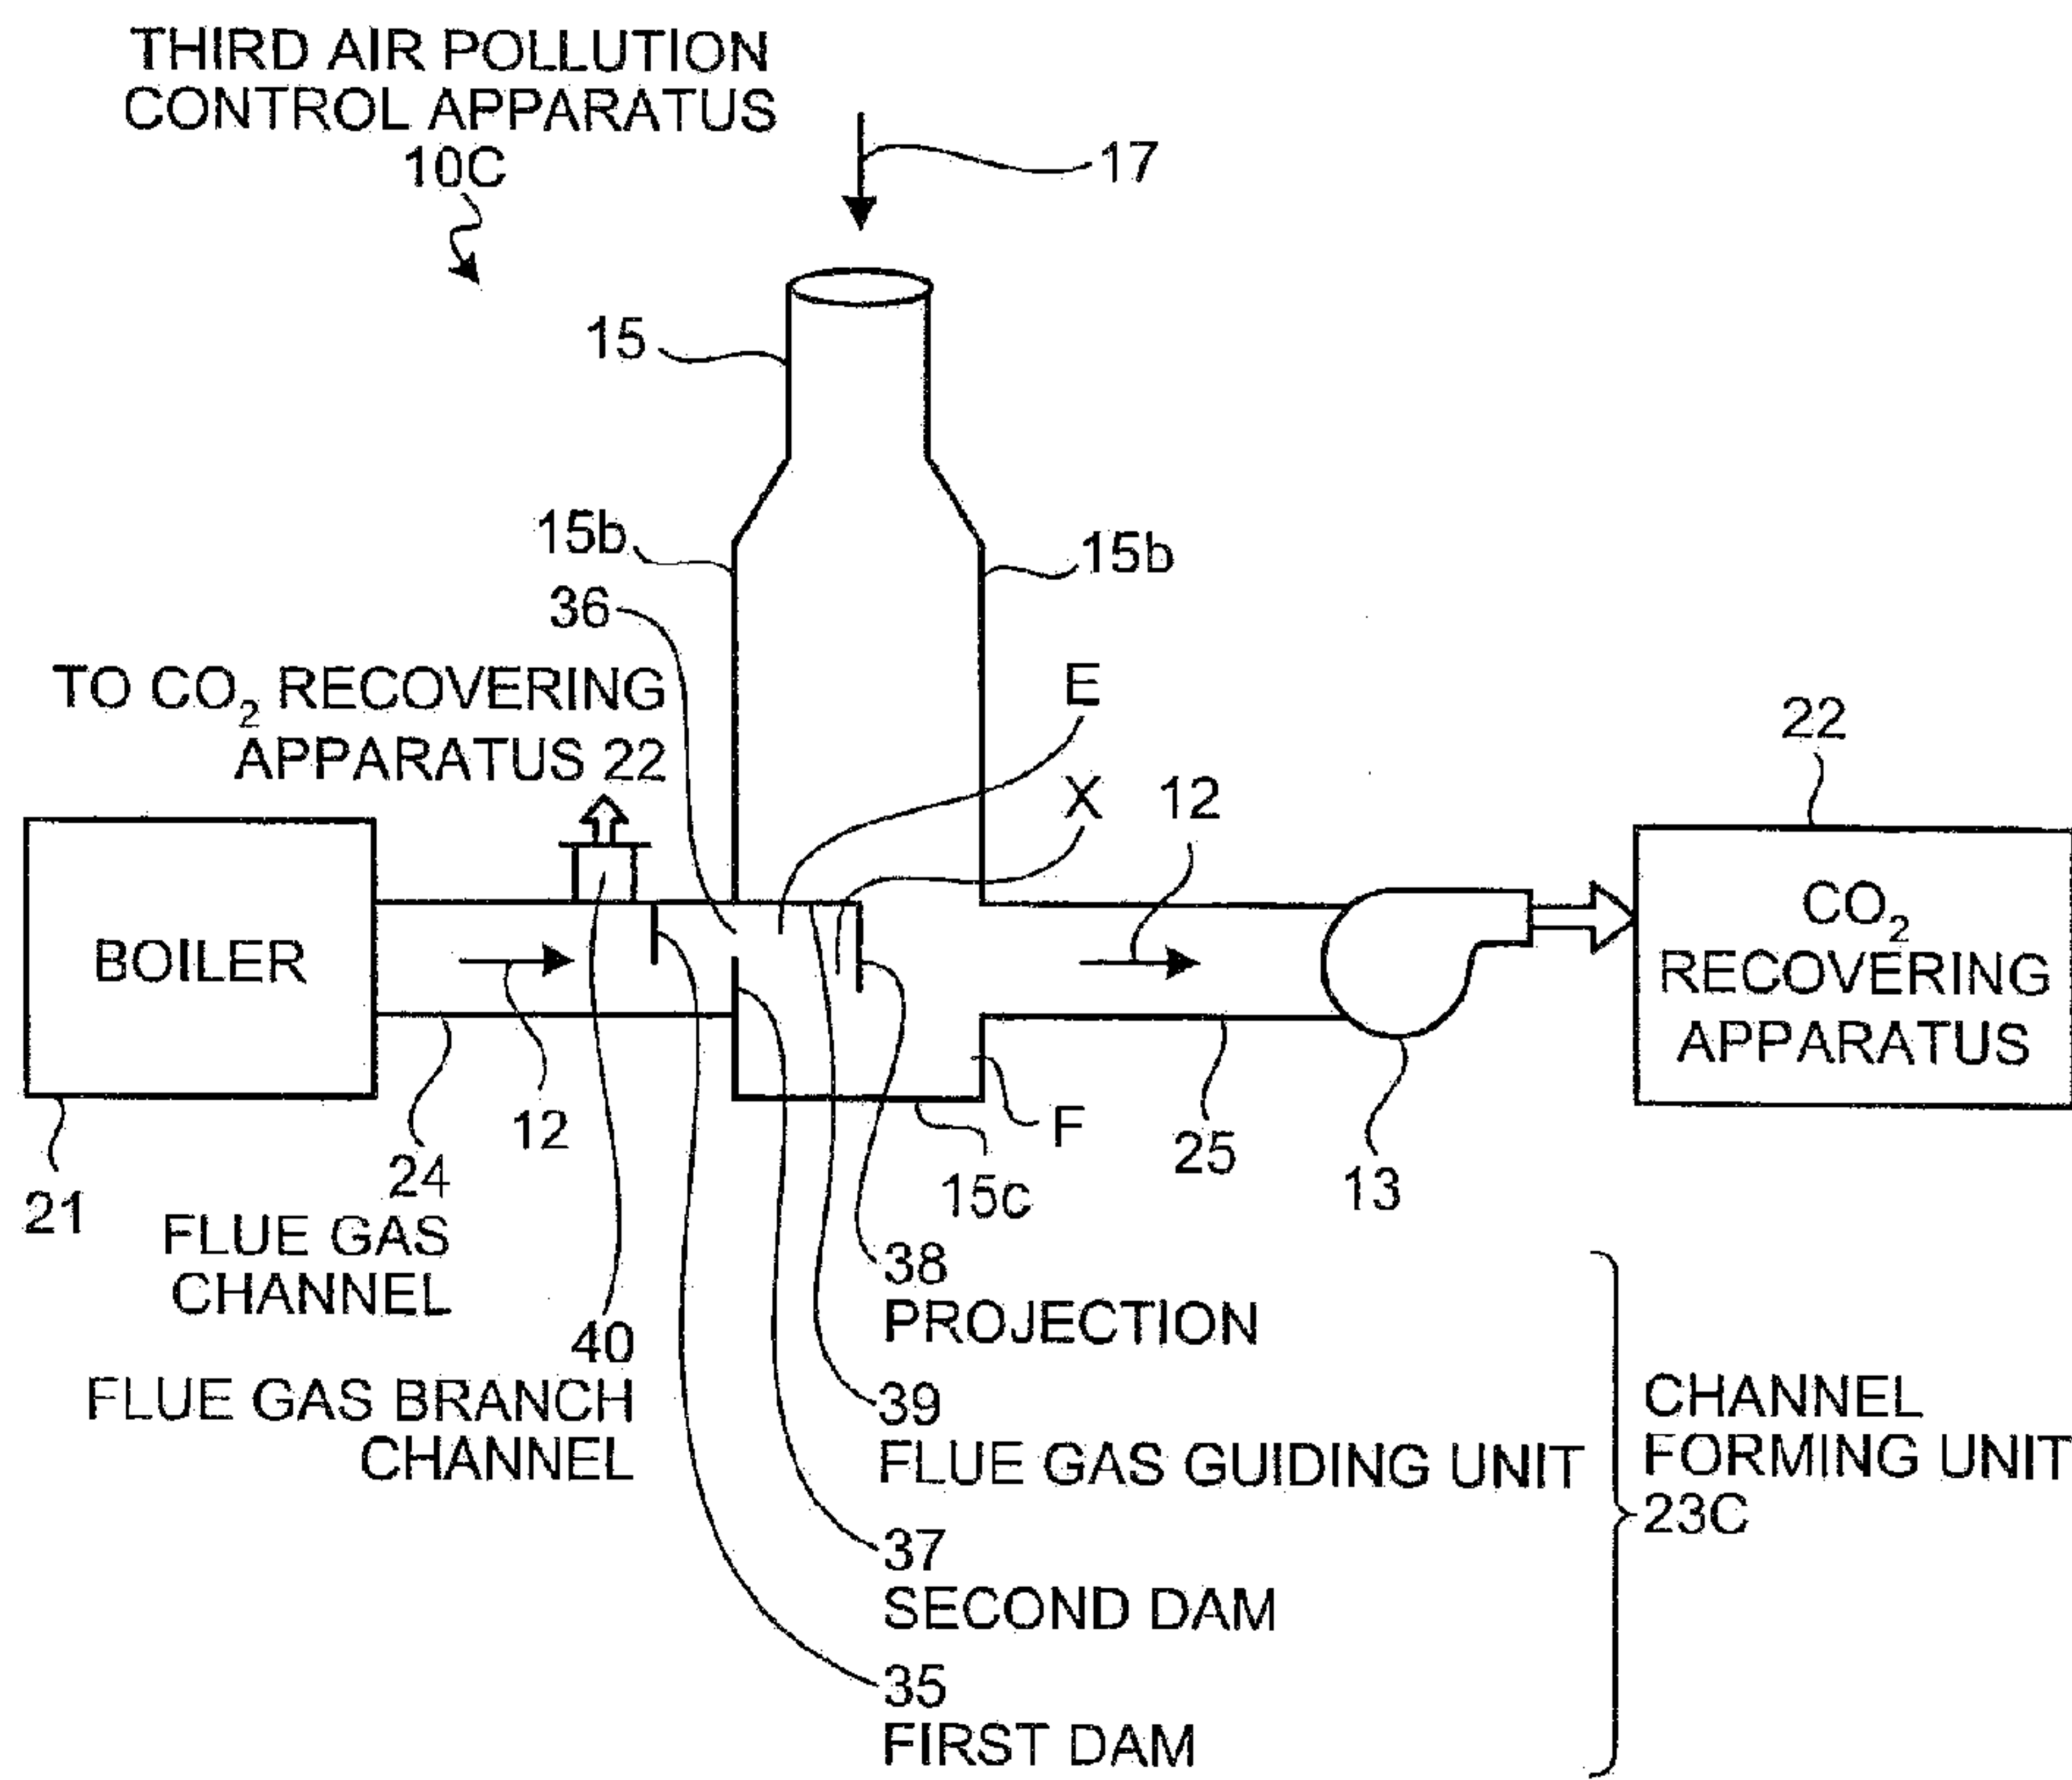 THIRD AIR POLLUTION
CONTROL APPARATUS
10C
17
15
15b
15b
36
E
TO CO₂ RECOVERING
APPARATUS 22
X
12
22
BOILER
CO₂
RECOVERING
APPARATUS
12
24
FLUE GAS
CHANNEL
21
F
15c
25
13
38
PROJECTION
40
FLUE GAS BRANCH
CHANNEL
39
FLUE GAS GUIDING UNIT
CHANNEL
FORMING UNIT
23C
37
SECOND DAM
35
FIRST DAM